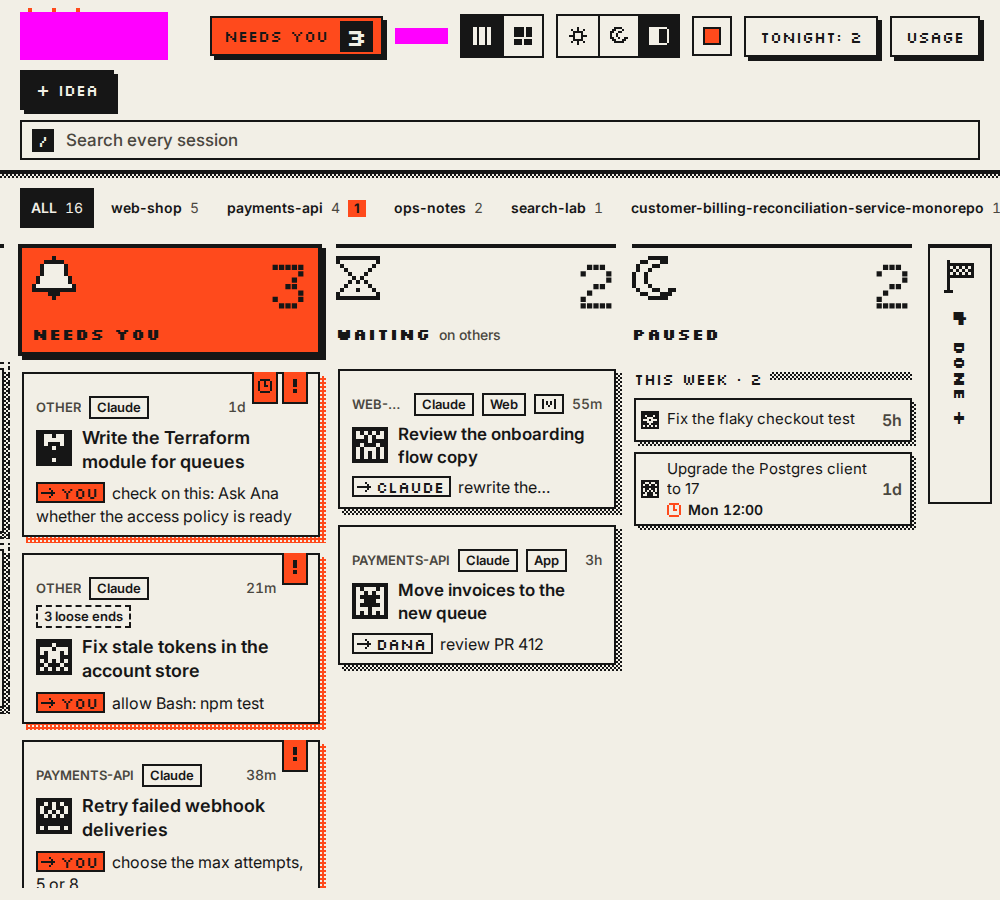 NEEDS YOU 3
TONIGHT: 2
USAGE
+ IDEA
/ Search every session
ALL 16
web-shop 5
payments-api 4 1
ops-notes 2
search-lab 1
customer-billing-reconciliation-service-monorepo 1
3
NEEDS YOU
OTHER Claude 1d !
Write the Terraform
module for queues
→ YOU check on this: Ask Ana
whether the access policy is ready
OTHER Claude 21m !
3 loose ends
Fix stale tokens in the
account store
→ YOU allow Bash: npm test
PAYMENTS-API Claude 38m !
Retry failed webhook
deliveries
→ YOU choose the max attempts,
5 or 8
2
WAITING on others
WEB-... Claude Web 55m
Review the onboarding
flow copy
→ CLAUDE rewrite the...
PAYMENTS-API Claude App 3h
Move invoices to the
new queue
→ DANA review PR 412
2
PAUSED
THIS WEEK · 2
Fix the flaky checkout test 5h
Upgrade the Postgres client
to 17 1d
Mon 12:00
4 DONE +